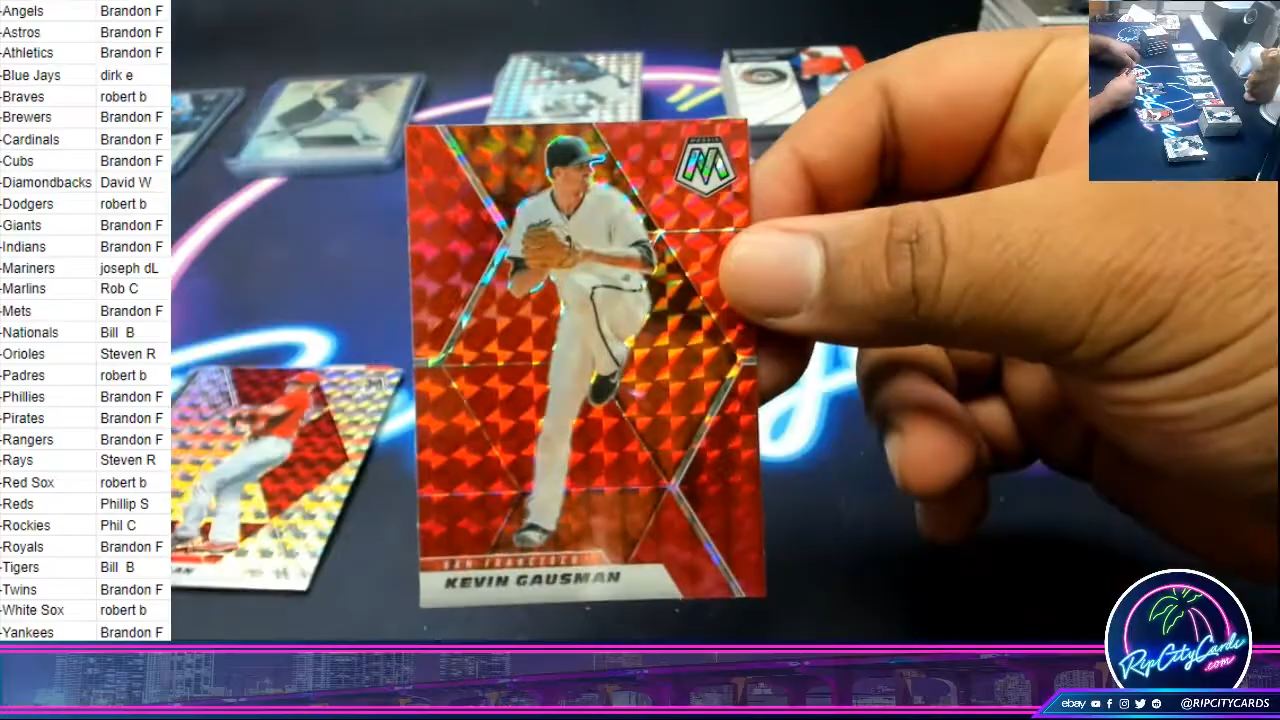 -Angels Brandon F
-Astros Brandon F
-Athletics Brandon F
-Blue Jays dirk e
-Braves robert b
-Brewers Brandon F
-Cardinals Brandon F
-Cubs Brandon F
-Diamondbacks David W
-Dodgers robert b
-Giants Brandon F
-Indians Brandon F
-Mariners joseph dL
-Marlins Rob C
-Mets Brandon F
-Nationals Bill B
-Orioles Steven R
-Padres robert b
-Phillies Brandon F
-Pirates Brandon F
-Rangers Brandon F
-Rays Steven R
-Red Sox robert b
-Reds Phillip S
-Rockies Phil C
-Royals Brandon F
-Tigers Bill B
-Twins Brandon F
-White Sox robert b
-Yankees Brandon F
MOSAIC
M
SAN FRANCISCO
KEVIN GAUSMAN
RipCityCards
.com
ebay @RIPCITYCARDS